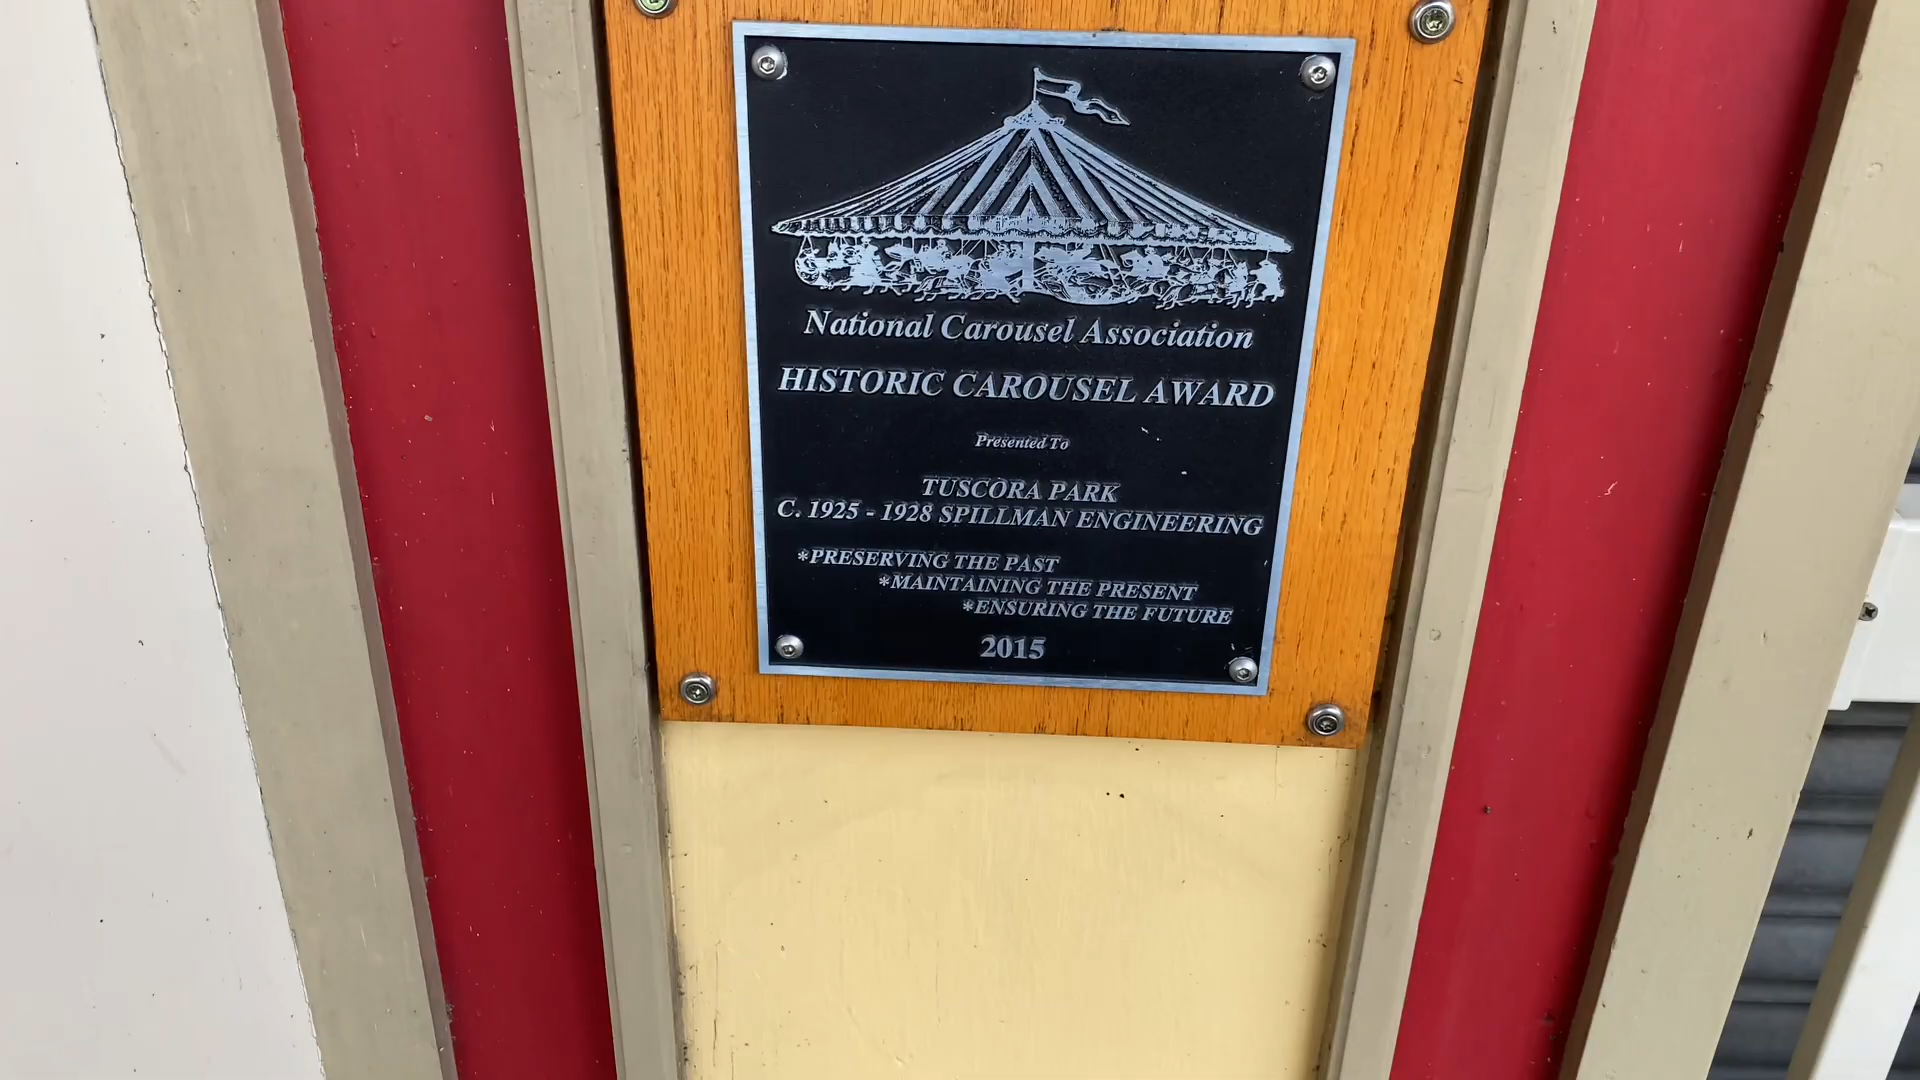 National Carousel Association
HISTORIC CAROUSEL AWARD
Presented To
TUSCORA PARK
C. 1925 - 1928 SPILLMAN ENGINEERING
*PRESERVING THE PAST
*MAINTAINING THE PRESENT
*ENSURING THE FUTURE
2015